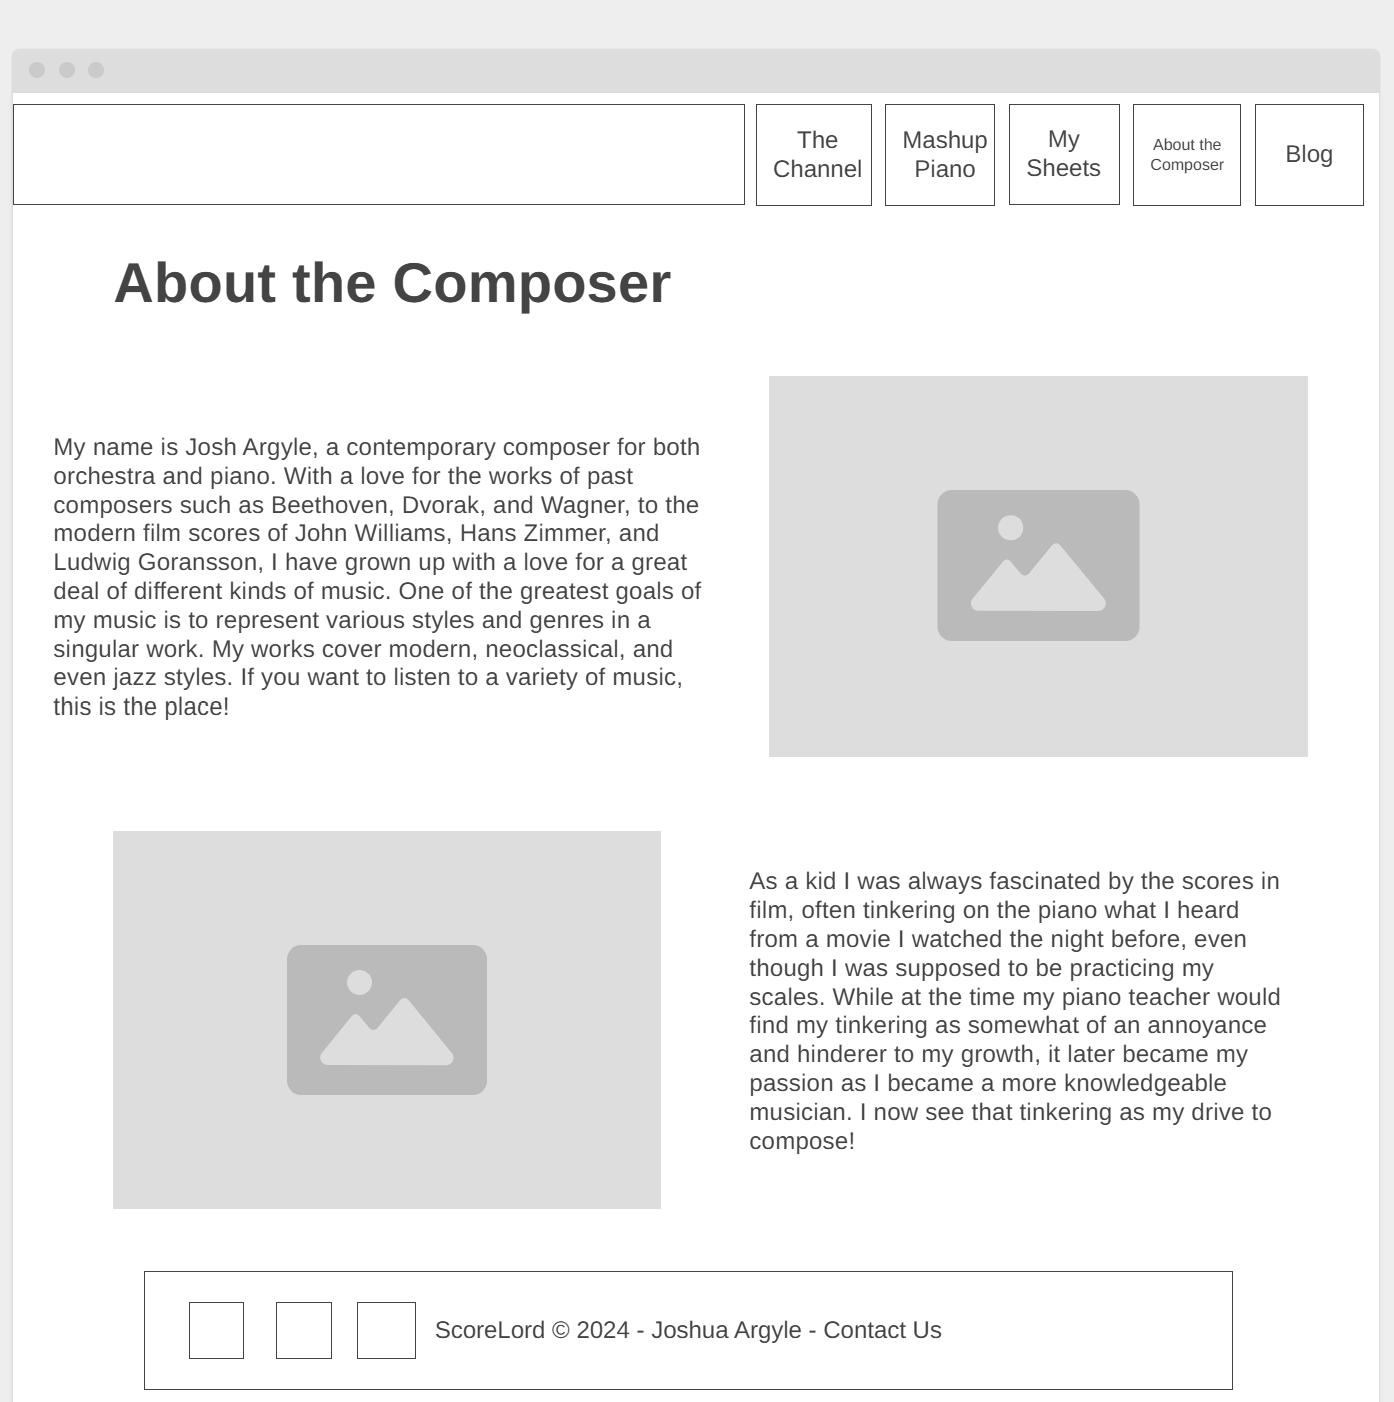 The
Channel
Mashup
Piano
My
Sheets
About the
Composer
Blog
About the Composer
My name is Josh Argyle, a contemporary composer for both
orchestra and piano. With a love for the works of past
composers such as Beethoven, Dvorak, and Wagner, to the
modern film scores of John Williams, Hans Zimmer, and
Ludwig Goransson, I have grown up with a love for a great
deal of different kinds of music. One of the greatest goals of
my music is to represent various styles and genres in a
singular work. My works cover modern, neoclassical, and
even jazz styles. If you want to listen to a variety of music,
this is the place!
As a kid I was always fascinated by the scores in
film, often tinkering on the piano what I heard
from a movie I watched the night before, even
though I was supposed to be practicing my
scales. While at the time my piano teacher would
find my tinkering as somewhat of an annoyance
and hinderer to my growth, it later became my
passion as I became a more knowledgeable
musician. I now see that tinkering as my drive to
compose!
ScoreLord © 2024 - Joshua Argyle - Contact Us